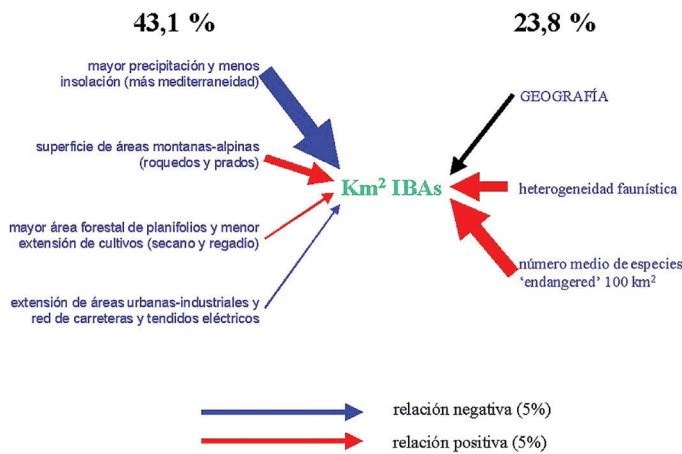 43,1 %
23,8 %
mayor precipitación y menos
insolación (más mediterraneidad)
GEOGRAFÍA
superficie de áreas montanas-alpinas
(roquedos y prados)
Km² IBAs
heterogeneidad faunística
mayor área forestal de planifolios y menor
extensión de cultivos (secano y regadío)
número medio de especies
‘endangered’ 100 km²
extensión de áreas urbanas-industriales y
red de carreteras y tendidos eléctricos
relación negativa (5%)
relación positiva (5%)